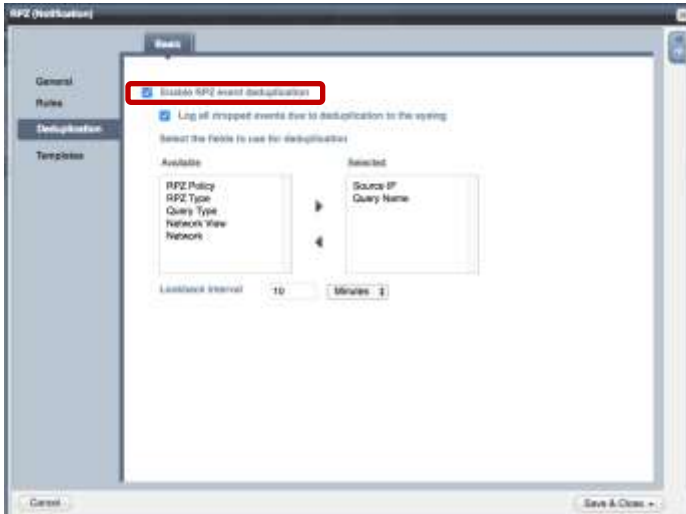 RPZ (Notification)
Basic
General
Rules
Deduplication
Templates
Enable RPZ event deduplication
Log all dropped events due to deduplication to the syslog
Select the fields to use for deduplication
Available
Selected
RPZ Policy
RPZ Type
Query Type
Network View
Network
Source IP
Query Name
Lookback Interval
10
Minutes
Cancel
Save & Close